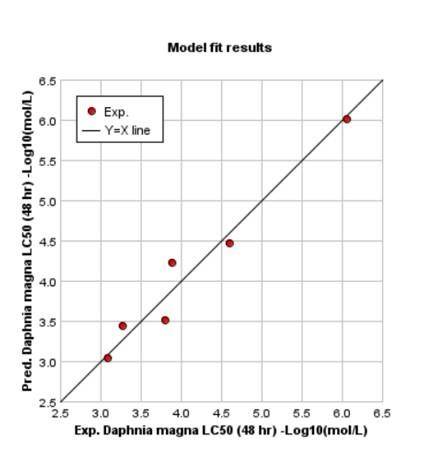 Model fit results
Pred. Daphnia magna LC50 (48 hr) -Log10(mol/L)
6.5
6.0
5.5
5.0
4.5
4.0
3.5
3.0
2.5
Exp.
Y=X line
2.5 3.0 3.5 4.0 4.5 5.0 5.5 6.0 6.5
Exp. Daphnia magna LC50 (48 hr) -Log10(mol/L)